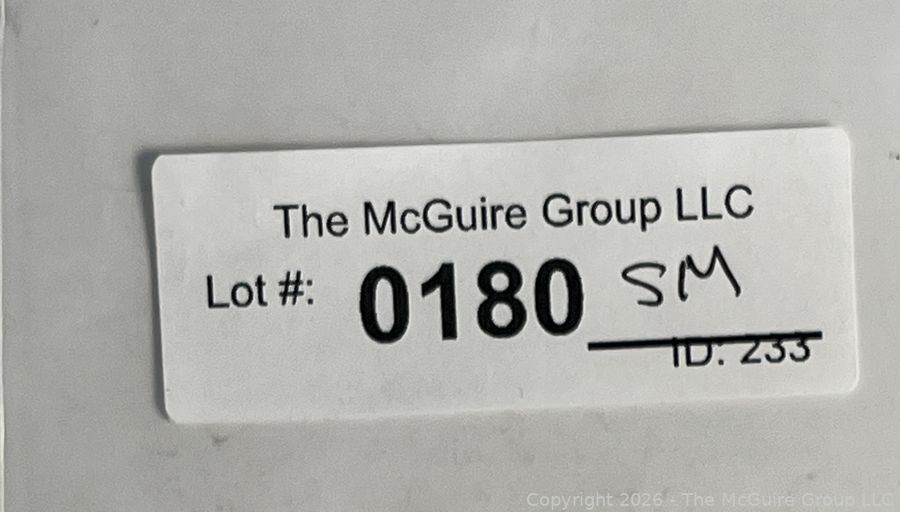 The McGuire Group LLC
Lot #: 0180 SM
ID: 233
Copyright 2026 - The McGuire Group LLC